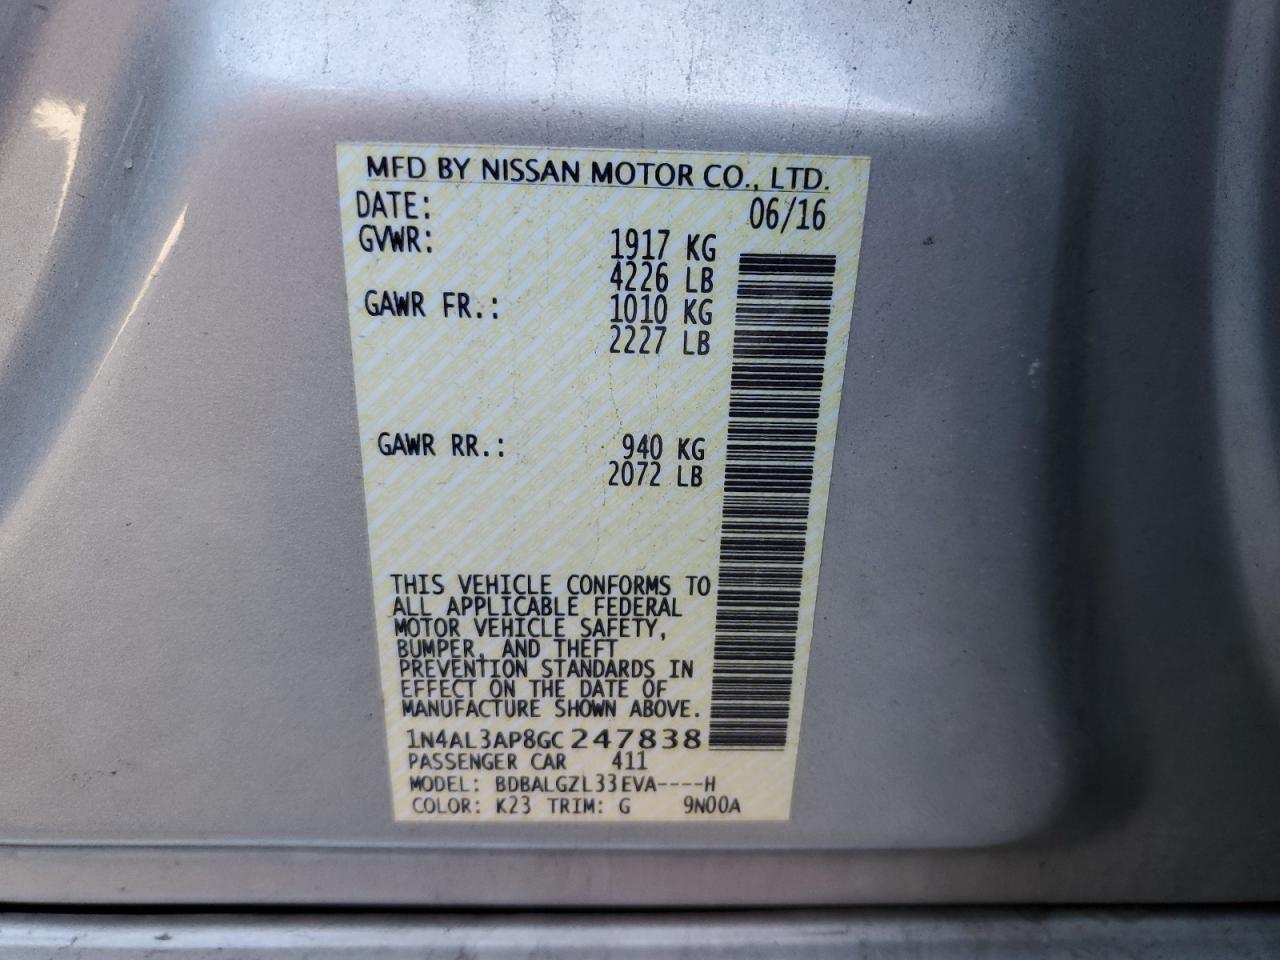 MFD BY NISSAN MOTOR CO., LTD.
DATE: 06/16
GVWR: 1917 KG
4226 LB
GAWR FR.: 1010 KG
2227 LB
GAWR RR.: 940 KG
2072 LB
THIS VEHICLE CONFORMS TO
ALL APPLICABLE FEDERAL
MOTOR VEHICLE SAFETY,
BUMPER, AND THEFT
PREVENTION STANDARDS IN
EFFECT ON THE DATE OF
MANUFACTURE SHOWN ABOVE.
1N4AL3AP8GC247838
PASSENGER CAR 411
MODEL: BDBALGZL33EVA----H
COLOR: K23 TRIM: G 9N00A